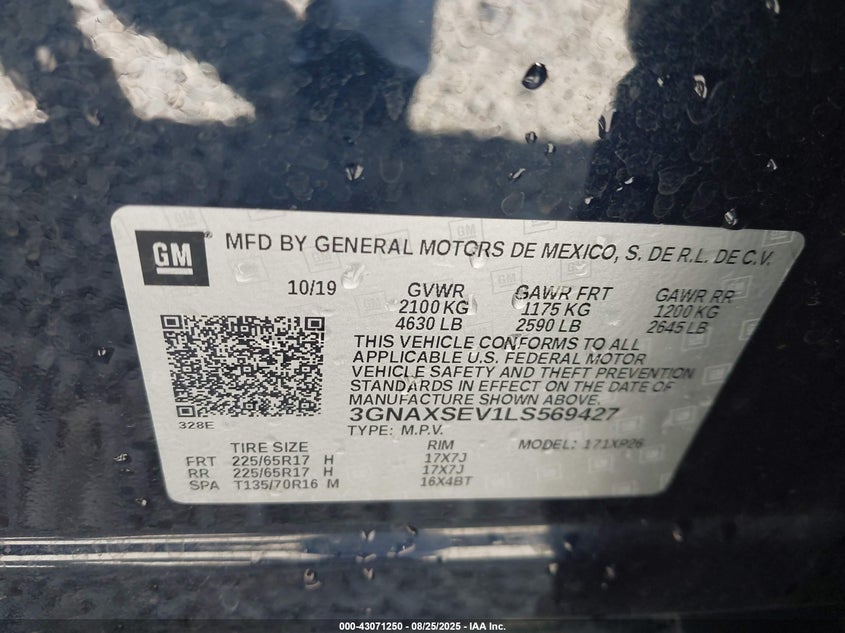 GM ®
MFD BY GENERAL MOTORS DE MEXICO, S. DE R.L. DE C.V.
10/19 GVWR GAWR FRT GAWR RR
2100 KG 1175 KG 1200 KG
4630 LB 2590 LB 2645 LB
THIS VEHICLE CONFORMS TO ALL
APPLICABLE U.S. FEDERAL MOTOR
VEHICLE SAFETY AND THEFT PREVENTION
STANDARDS IN EFFECT ON THE DATE OF
MANUFACTURE SHOWN ABOVE.
3GNAXSEV1LS569427
328E
TYPE: M.P.V. MODEL: 171XP26
TIRE SIZE RIM
FRT 225/65R17 H 17X7J
RR 225/65R17 H 17X7J
SPA T135/70R16 M 16X4BT
000-43071250 - 08/25/2025 - IAA Inc.